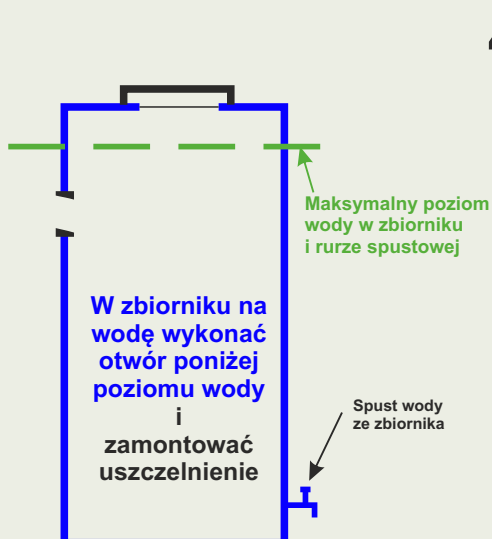 Maksymalny poziom
wody w zbiorniku
i rurze spustowej
W zbiorniku na
wodę wykonać
otwór poniżej
poziomu wody
i
zamontować
uszczelnienie
Spust wody
ze zbiornika